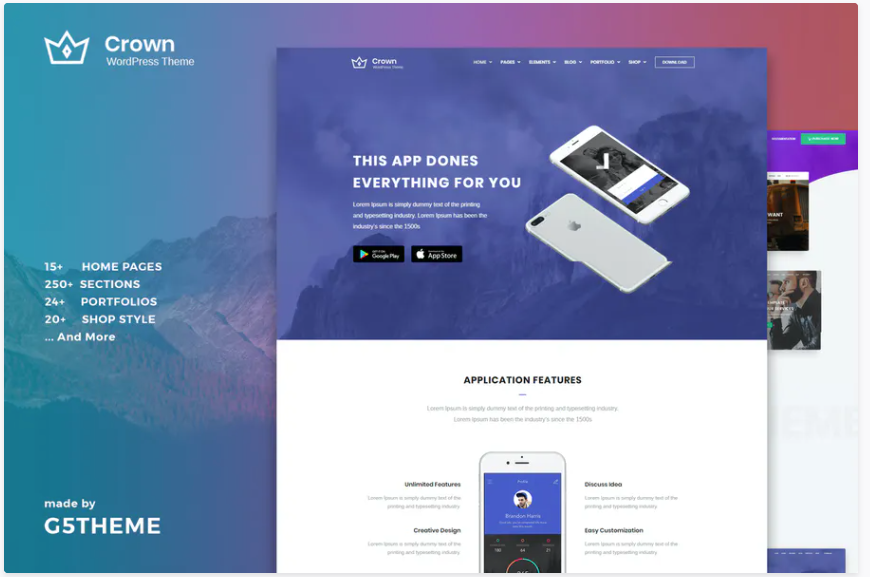 Crown
WordPress Theme
15+ HOME PAGES
250+ SECTIONS
24+ PORTFOLIOS
20+ SHOP STYLE
... And More
made by
G5THEME
Crown
WordPress Theme
HOME PAGES ELEMENTS BLOG PORTFOLIO SHOP DOWNLOAD
THIS APP DONES
EVERYTHING FOR YOU
Lorem Ipsum is simply dummy text of the printing
and typesetting industry. Lorem Ipsum has been the
industry's since the 1500s
Google Play
App Store
APPLICATION FEATURES
Lorem Ipsum is simply dummy text of the printing and typesetting industry.
Lorem Ipsum has been the industry's since the 1500s
Unlimited Features
Lorem Ipsum is simply dummy text of the
printing and typesetting industry.
Creative Design
Lorem Ipsum is simply dummy text of the
printing and typesetting industry.
Profile
Brandon Harris
Discuss Idea
Lorem Ipsum is simply dummy text of the
printing and typesetting industry.
Easy Customization
Lorem Ipsum is simply dummy text of the
printing and typesetting industry.
WANT